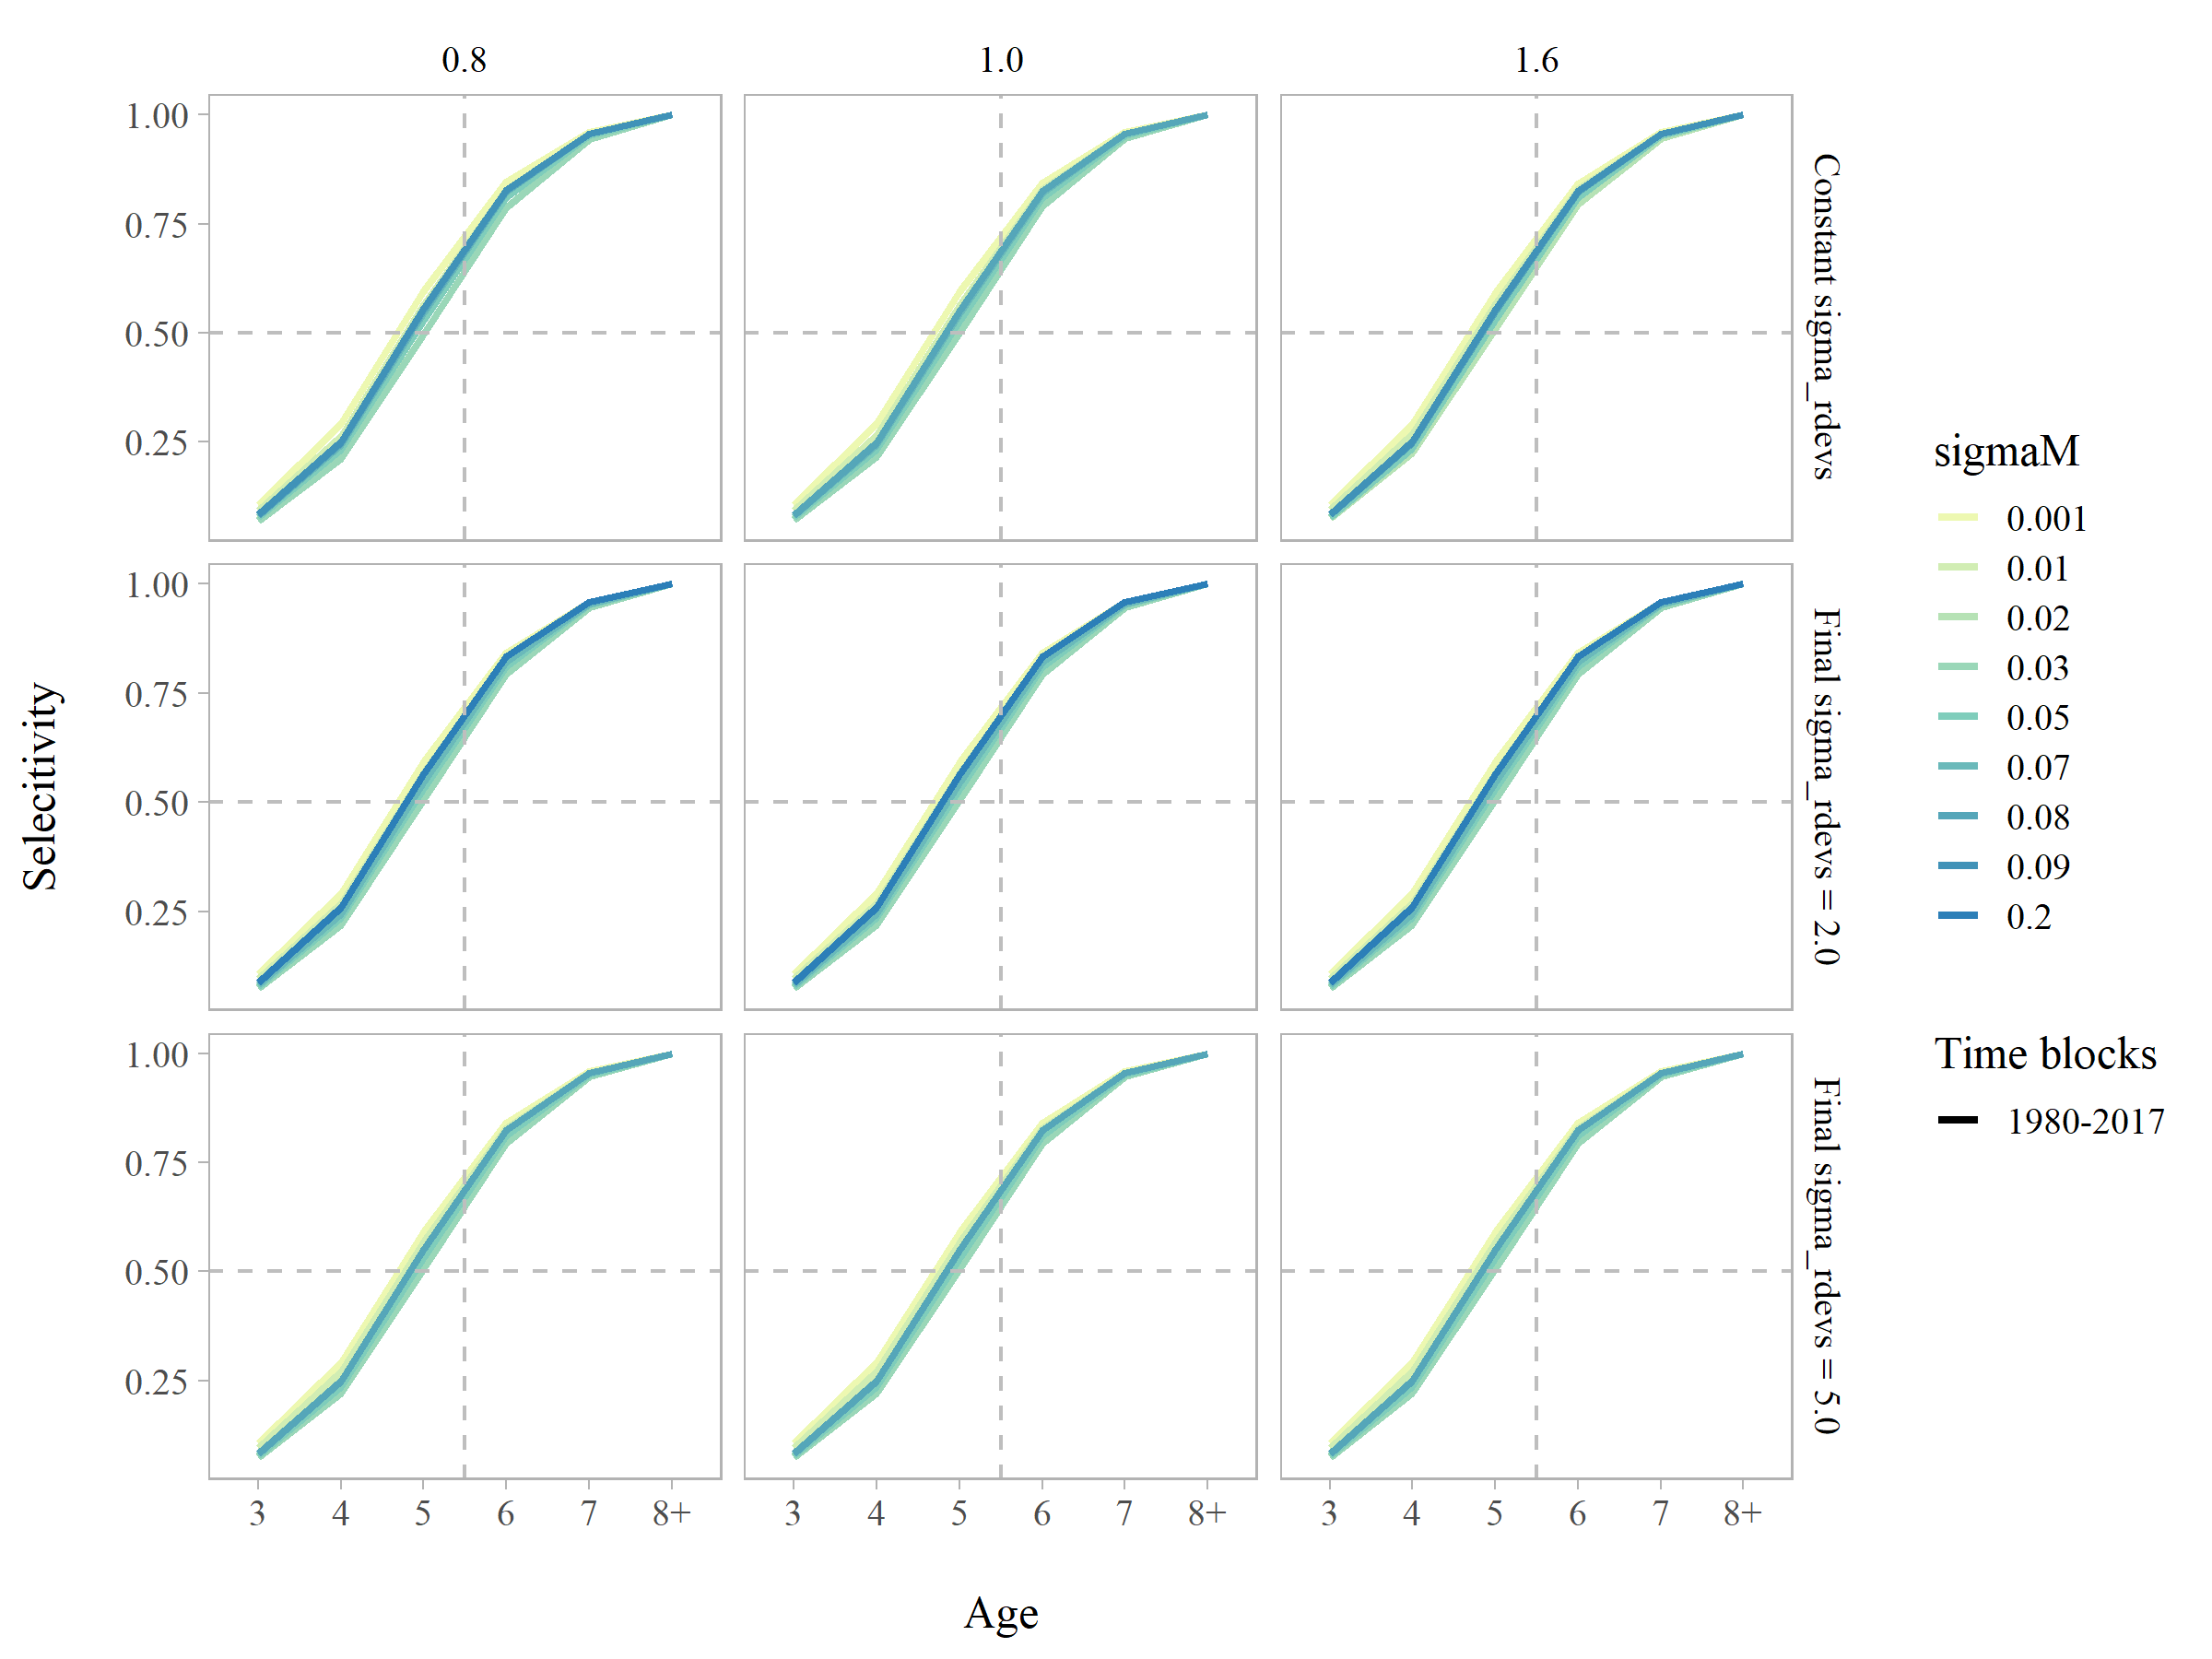 0.8 1.0 1.6
1.00
0.75
0.50
0.25
Constant sigma_rdevs
1.00
0.75
0.50
0.25
Final sigma_rdevs = 2.0
1.00
0.75
0.50
0.25
Final sigma_rdevs = 5.0
Selecitivity
3 4 5 6 7 8+ 3 4 5 6 7 8+ 3 4 5 6 7 8+
Age
sigmaM
0.001
0.01
0.02
0.03
0.05
0.07
0.08
0.09
0.2
Time blocks
1980-2017